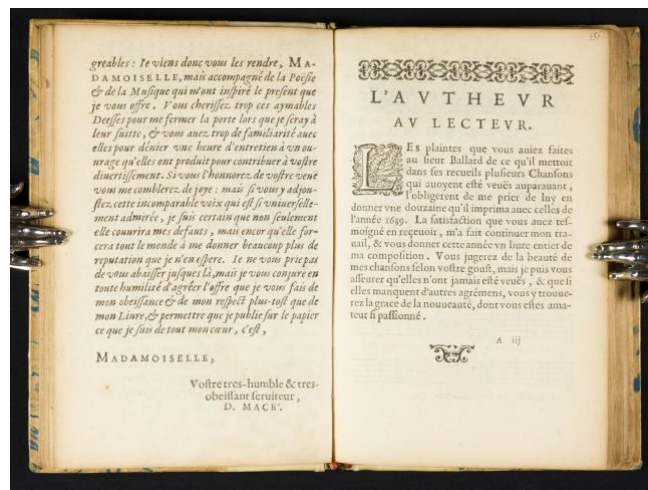 greables : Ie viens donc vous les rendre, MA-
DAMOISELLE, mais accompagné de la Poësie
& de la Musique qui m'ont inspiré le present que
je vous offre. Vous cherissez trop ces aymables
Deesses pour me fermer la porte lors que je seray à
leur suitte, & vous auez trop de familiarité auec
elles pour dénier vne heure d'entretien à vn ou-
urage qu'elles ont produit pour contribuer à vostre
diuertissement. Si vous l'honnorez de vostre veuë
vous me comblerez de joye : mais si vous y adjou-
stez cette incomparable voix qui est si vniuerselle-
ment admirée, je suis certain que non seulement
elle couurira mes defauts, mais encor qu'elle for-
cera tout le monde à me donner beaucoup plus de
reputation que je n'en espere. Ie ne vous prie pas
de vous abaisser jusques là, mais je vous conjure en
toute humilité d'agréer l'offre que je vous fais de
mon obeissance & de mon respect plus-tost que de
mon Liure, & permettre que je publie sur le papier
ce que je suis de tout mon cœur, c'est,
MADAMOISELLE,
Vostre tres-humble & tres-
obeissant seruiteur,
D. MACE'.
L'AVTHEVR
AV LECTEVR.
LEs plaintes que vous auiez faites
au sieur Ballard de ce qu'il mettoit
dans ses recueils plusieurs Chansons
qui auoyent esté veuës anparauant,
l'obligerent de me prier de luy en
donner vne douzaine qu'il imprima auec celles de
l'année 1639. La satisfaction que vous auez tes-
moigné en reçeuoir, m'a fait continuer mon tra-
uail, & vous donner cette année vn liure entier de
ma composition. Vous jugerez de la beauté de
mes chansons selon vostre goust, mais je puis vous
asseurer qu'elles n'ont jamais esté veuës, & que si
elles manquent d'autres agrémens, vous y trouue-
rez la grace de la nouueauté, dont vous estes ama-
teur si passionné.
A iij